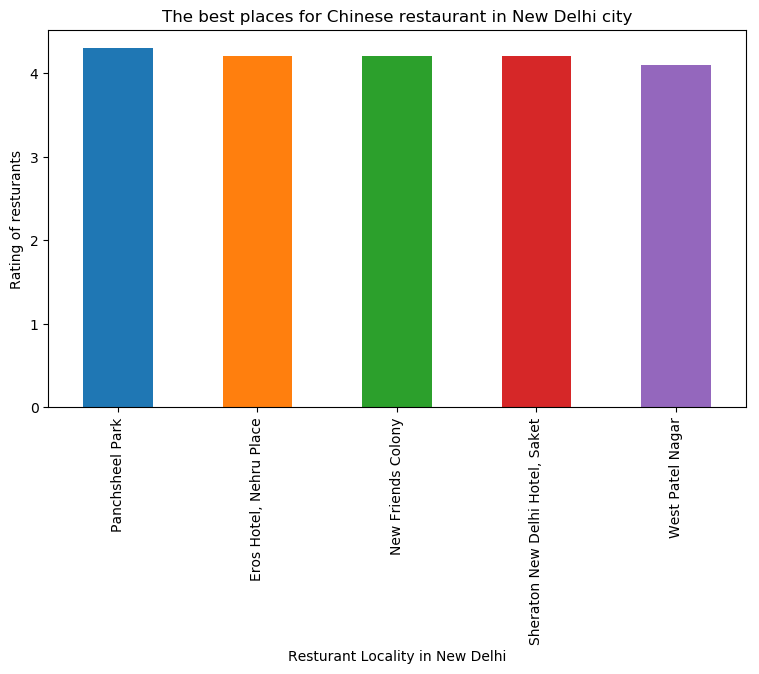 The best places for Chinese restaurant in New Delhi city
Rating of resturants
4
3
2
1
0
Panchsheel Park
Eros Hotel, Nehru Place
New Friends Colony
Sheraton New Delhi Hotel, Saket
West Patel Nagar
Resturant Locality in New Delhi